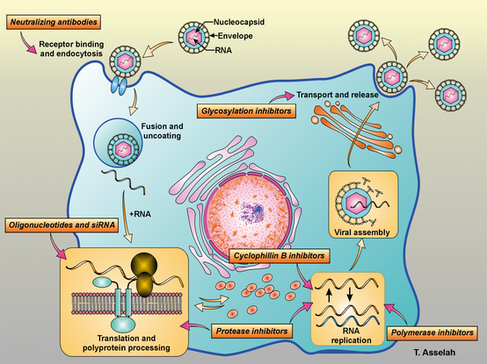 Neutralizing antibodies
Nucleocapsid
Envelope
RNA
Receptor binding
and endocytosis
Transport and release
Glycosylation inhibitors
Fusion and
uncoating
+RNA
Oligonucleotides and siRNA
Viral assembly
Cyclophillin B inhibitors
Translation and
polyprotein processing
Protease inhibitors
RNA
replication
Polymerase inhibitors
T. Asselah